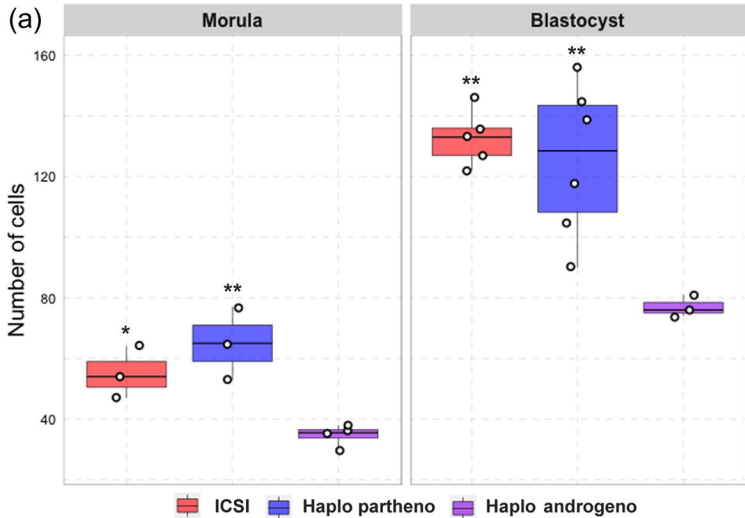 (a)
Morula Blastocyst
Number of cells
160
120
80
40
* ** ** **
ICSI Haplo partheno Haplo androgeno